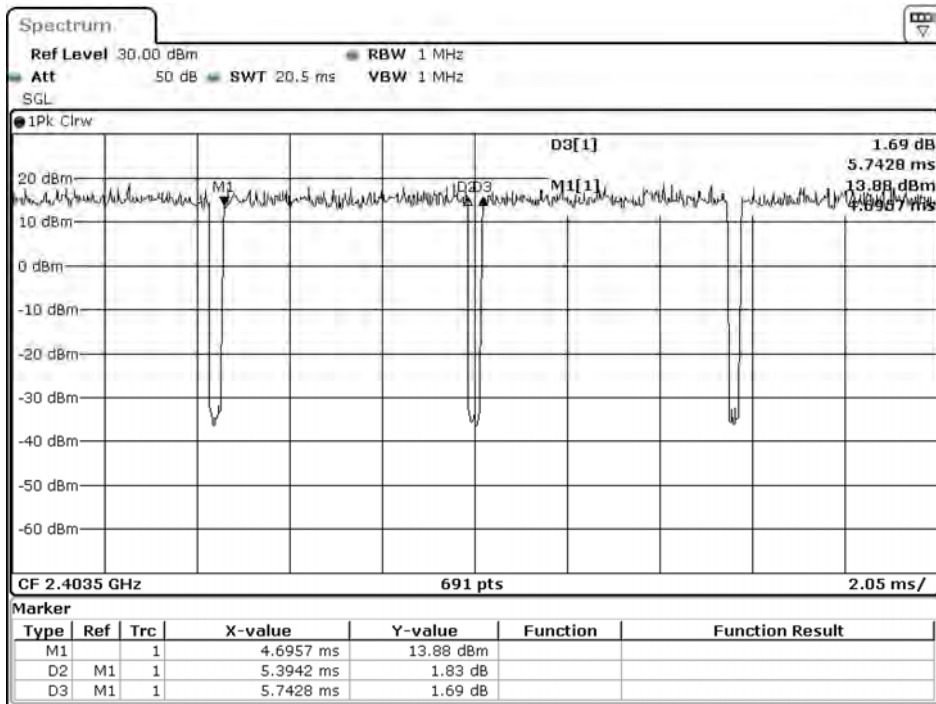 Spectrum
Ref Level 30.00 dBm RBW 1 MHz
Att 50 dB SWT 20.5 ms VBW 1 MHz
SGL
1Pk Clrw
D3[1] 1.69 dB
5.7428 ms
20 dBm M1 D2 D3 M1[1] 13.88 dBm
4.6957 ms
10 dBm
0 dBm
-10 dBm
-20 dBm
-30 dBm
-40 dBm
-50 dBm
-60 dBm
CF 2.4035 GHz 691 pts 2.05 ms/
Marker
Type Ref Trc X-value Y-value Function Function Result
M1 1 4.6957 ms 13.88 dBm
D2 M1 1 5.3942 ms 1.83 dB
D3 M1 1 5.7428 ms 1.69 dB